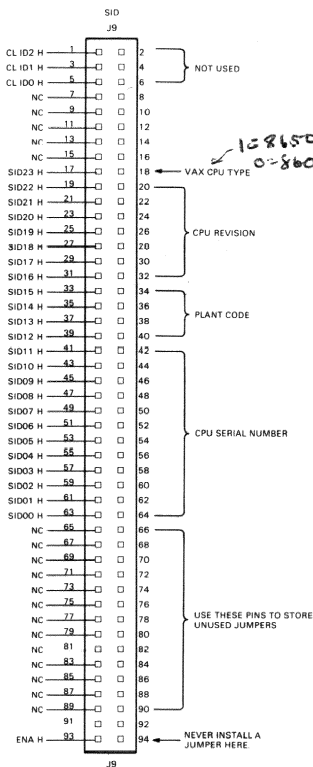 SID
J9
CL ID2 H 1 2
CL ID1 H 3 4 NOT USED
CL ID0 H 5 6
NC 7 8
NC 9 10
NC 11 12
NC 13 14 1=8650
NC 15 16 0=860
SID23 H 17 18 VAX CPU TYPE
SID22 H 19 20
SID21 H 21 22
SID20 H 23 24
SID19 H 25 26 CPU REVISION
SID18 H 27 28
SID17 H 29 30
SID16 H 31 32
SID15 H 33 34
SID14 H 35 36 PLANT CODE
SID13 H 37 38
SID12 H 39 40
SID11 H 41 42
SID10 H 43 44
SID09 H 45 46
SID08 H 47 48
SID07 H 49 50
SID06 H 51 52 CPU SERIAL NUMBER
SID05 H 53 54
SID04 H 55 56
SID03 H 57 58
SID02 H 59 60
SID01 H 61 62
SID00 H 63 64
NC 65 66
NC 67 68
NC 69 70
NC 71 72
NC 73 74
NC 75 76 USE THESE PINS TO STORE
NC 77 78 UNUSED JUMPERS
NC 79 80
NC 81 82
NC 83 84
NC 85 86
NC 87 88
NC 89 90
91 92
ENA H 93 94 NEVER INSTALL A
JUMPER HERE.
J9